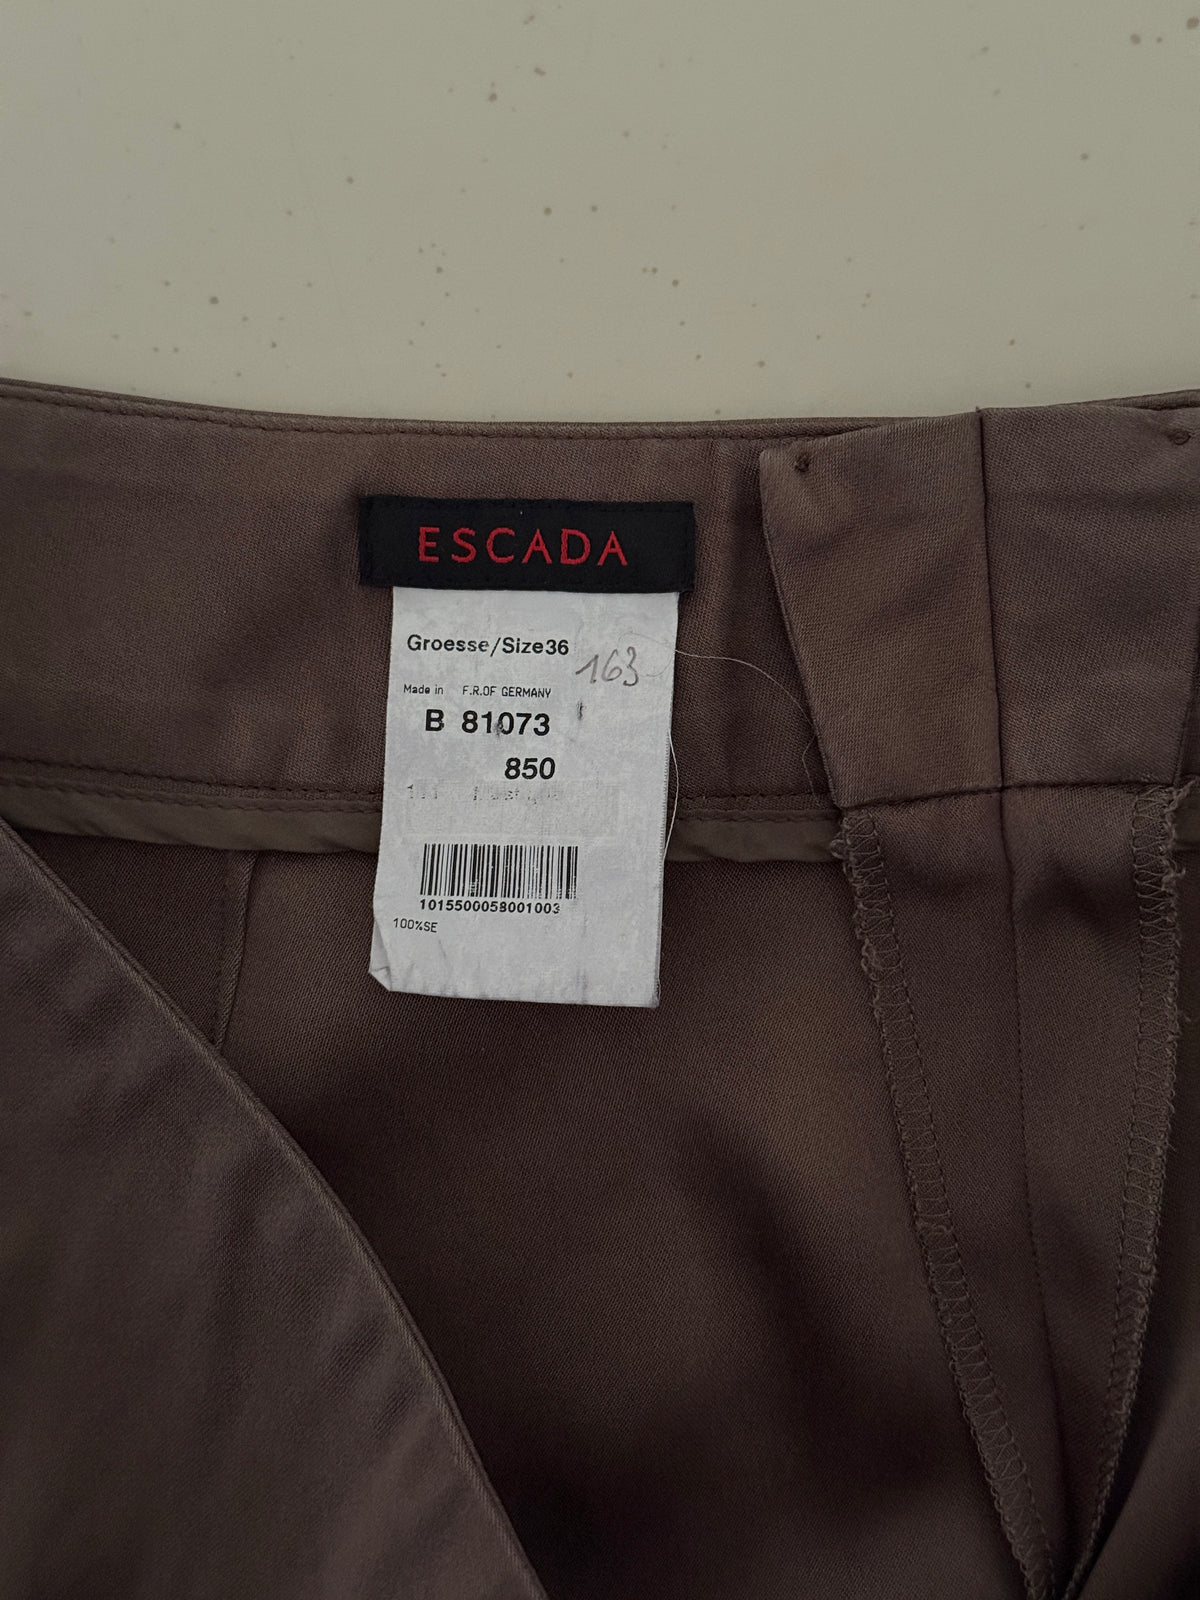 ESCADA
Groesse/Size36
163
Made in F.R.OF GERMANY
B 81073
850
1015500058001003
100%SE